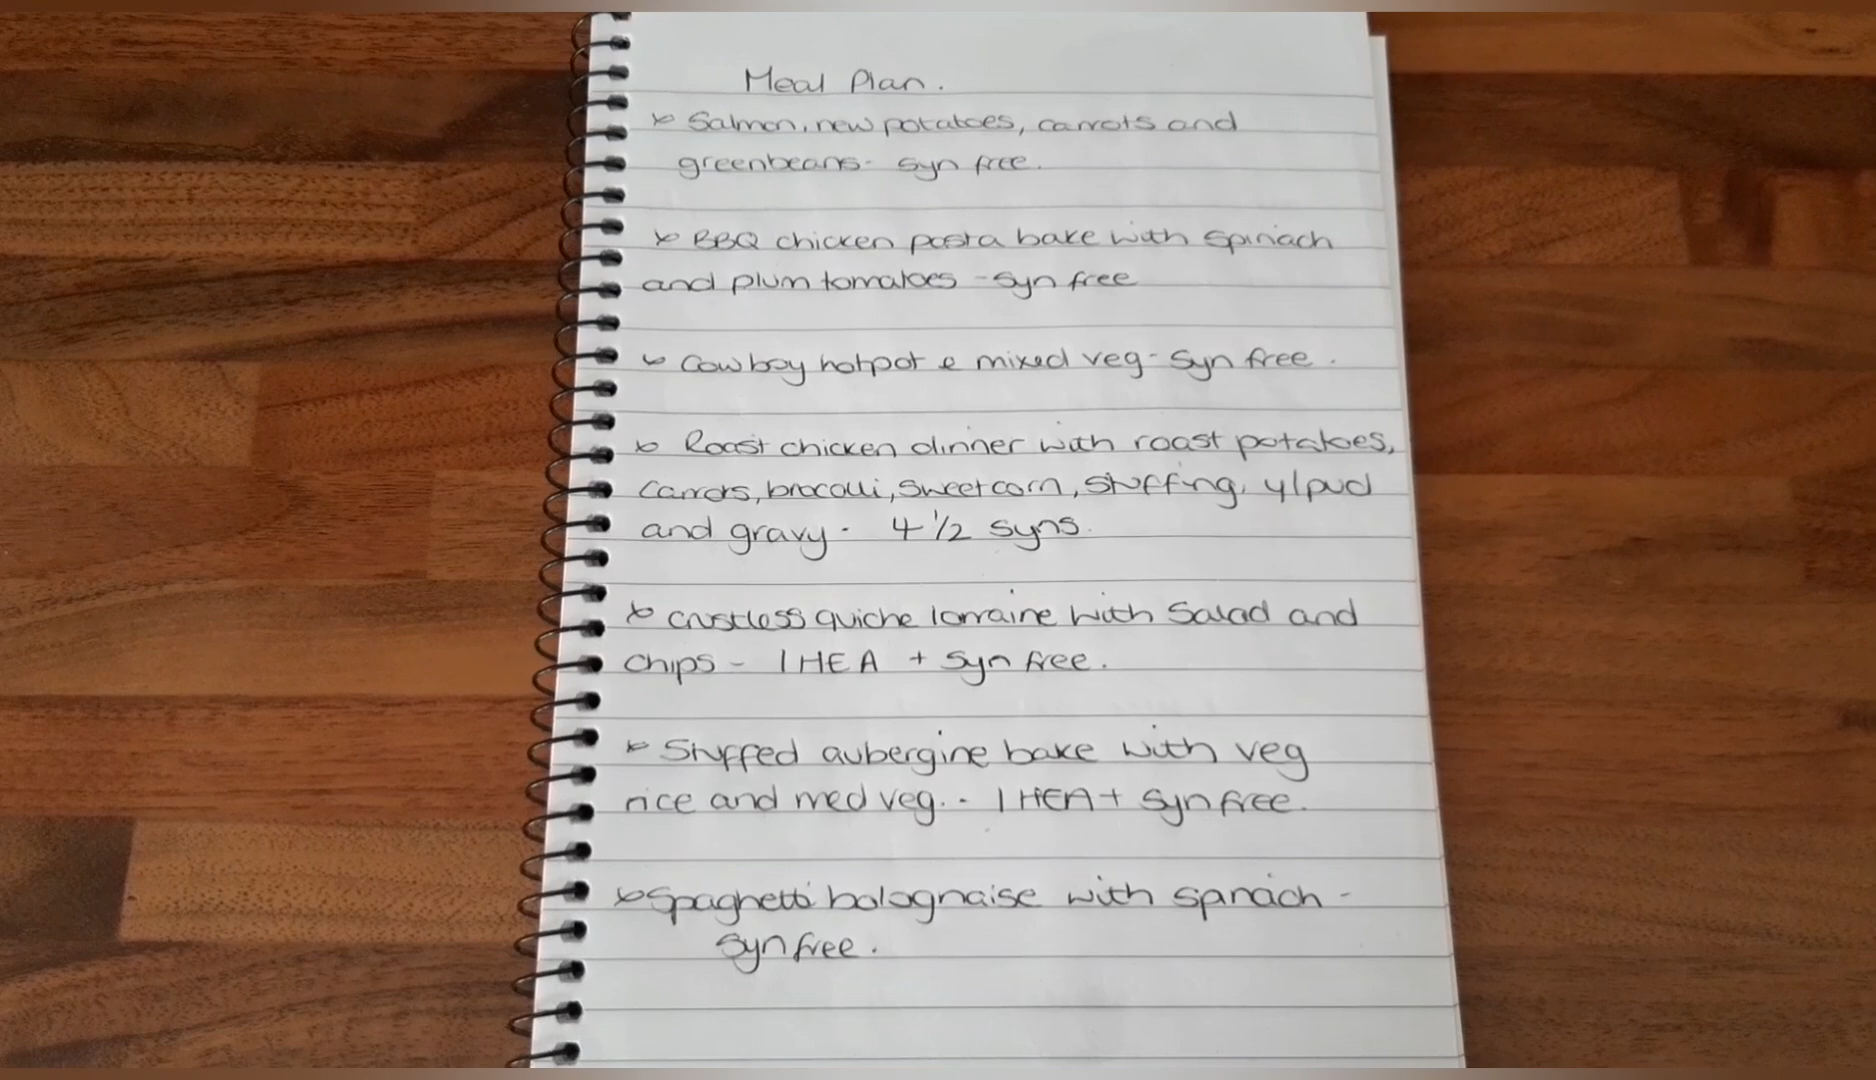 Meal Plan.
* Salmon, new potatoes, carrots and
greenbeans - syn free.
* BBQ chicken pasta bake with spinach
and plum tomatoes - syn free
* Cowboy hotpot & mixed veg - Syn free.
* Roast chicken dinner with roast potatoes,
carrots, brocolli, sweetcorn, stuffing, y/pud
and gravy - 4 1/2 syns.
* crustless quiche lorraine with Salad and
chips - 1 HEA + Syn free.
* Stuffed aubergine bake with veg
rice and med veg. - 1 HEA + Syn free.
* Spaghetti bolognaise with spinach -
Syn free.